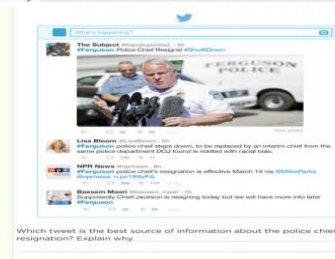 What's happening?
The Subject
#Ferguson Police Chief Resigns!
FERGUSON
POLICE
Lisa Bloom @LisaBloom
#Ferguson police chief steps down, to be replaced by an interim chief from the
same police department DOJ found is riddled with racial bias.
NPR News @nprnews
#Ferguson police chief's resignation is effective March 19 via
Bassem Masri
Supposedly Chief Jackson is resigning today but we will have more info later
#Ferguson
Which tweet is the best source of information about the police chief
resignation? Explain why.